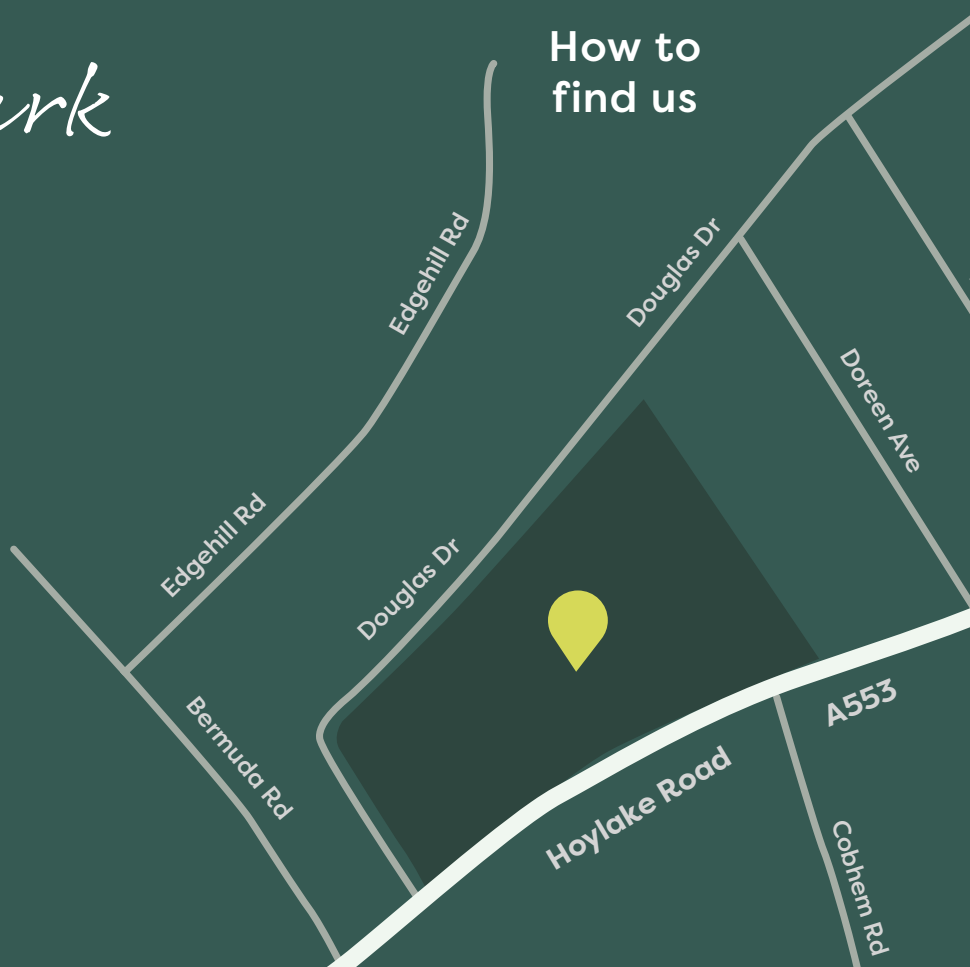 How to
find us
Edgehill Rd
Douglas Dr
Doreen Ave
Edgehill Rd
Douglas Dr
Bermuda Rd
A553
Hoylake Road
Cobhem Rd